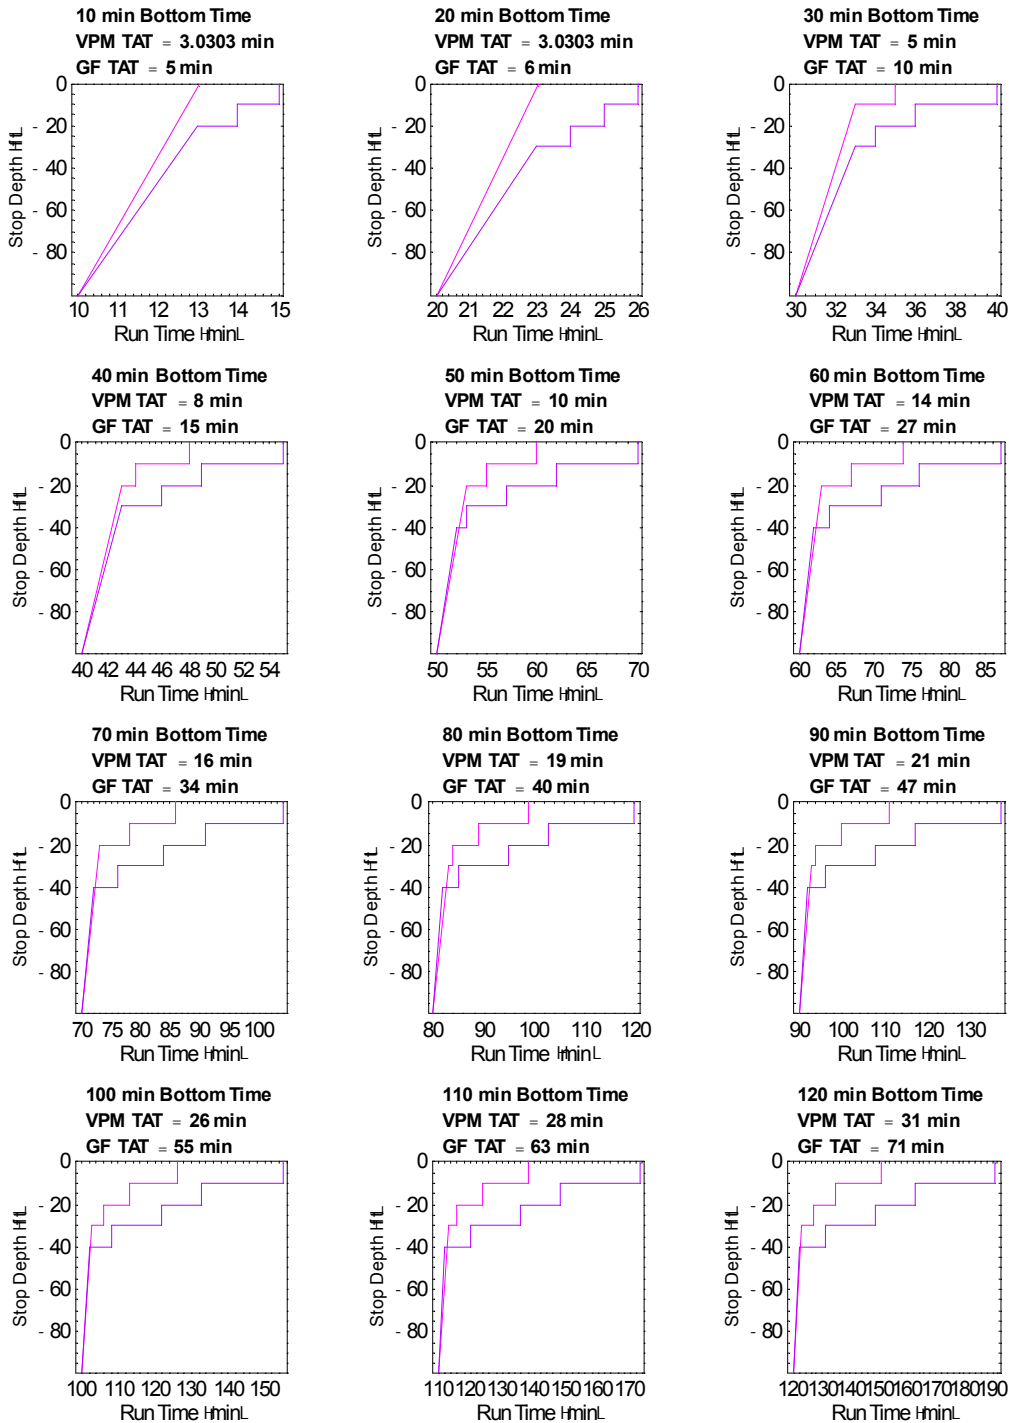 10 min Bottom Time
VPM TAT = 3.0303 min
GF TAT = 5 min
0
- 20
- 40
- 60
- 80
Stop Depth HftL
10 11 12 13 14 15
Run Time HminL
20 min Bottom Time
VPM TAT = 3.0303 min
GF TAT = 6 min
0
- 20
- 40
- 60
- 80
Stop Depth HftL
20 21 22 23 24 25 26
Run Time HminL
30 min Bottom Time
VPM TAT = 5 min
GF TAT = 10 min
0
- 20
- 40
- 60
- 80
Stop Depth HftL
30 32 34 36 38 40
Run Time HminL
40 min Bottom Time
VPM TAT = 8 min
GF TAT = 15 min
0
- 20
- 40
- 60
- 80
Stop Depth HftL
40 42 44 46 48 50 52 54
Run Time HminL
50 min Bottom Time
VPM TAT = 10 min
GF TAT = 20 min
0
- 20
- 40
- 60
- 80
Stop Depth HftL
50 55 60 65 70
Run Time HminL
60 min Bottom Time
VPM TAT = 14 min
GF TAT = 27 min
0
- 20
- 40
- 60
- 80
Stop Depth HftL
60 65 70 75 80 85
Run Time HminL
70 min Bottom Time
VPM TAT = 16 min
GF TAT = 34 min
0
- 20
- 40
- 60
- 80
Stop Depth HftL
70 75 80 85 90 95 100
Run Time HminL
80 min Bottom Time
VPM TAT = 19 min
GF TAT = 40 min
0
- 20
- 40
- 60
- 80
Stop Depth HftL
80 90 100 110 120
Run Time HminL
90 min Bottom Time
VPM TAT = 21 min
GF TAT = 47 min
0
- 20
- 40
- 60
- 80
Stop Depth HftL
90 100 110 120 130
Run Time HminL
100 min Bottom Time
VPM TAT = 26 min
GF TAT = 55 min
0
- 20
- 40
- 60
- 80
Stop Depth HftL
100 110 120 130 140 150
Run Time HminL
110 min Bottom Time
VPM TAT = 28 min
GF TAT = 63 min
0
- 20
- 40
- 60
- 80
Stop Depth HftL
110 120 130 140 150 160 170
Run Time HminL
120 min Bottom Time
VPM TAT = 31 min
GF TAT = 71 min
0
- 20
- 40
- 60
- 80
Stop Depth HftL
120 130 140 150 160 170 180 190
Run Time HminL